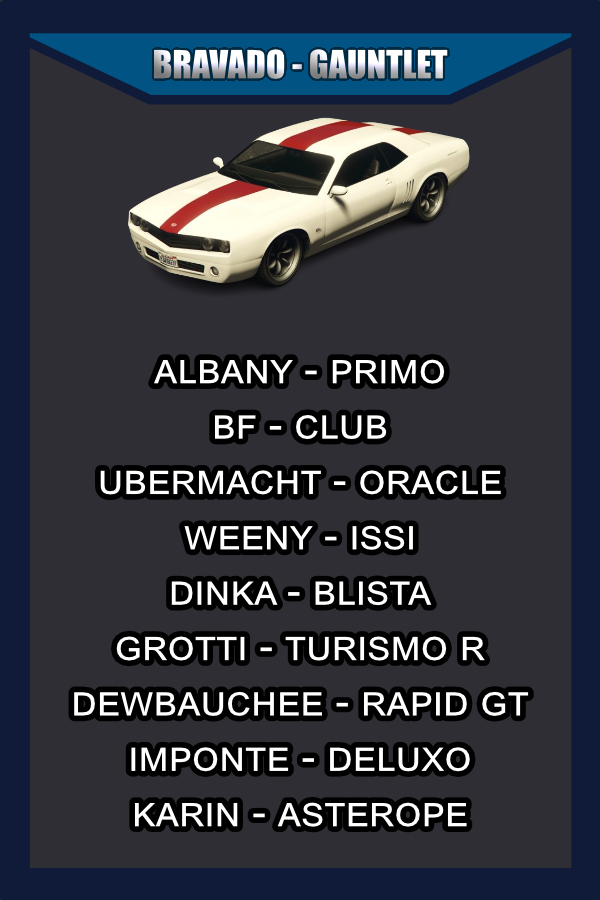 BRAVADO - GAUNTLET
ALBANY - PRIMO
BF - CLUB
UBERMACHT - ORACLE
WEENY - ISSI
DINKA - BLISTA
GROTTI - TURISMO R
DEWBAUCHEE - RAPID GT
IMPONTE - DELUXO
KARIN - ASTEROPE